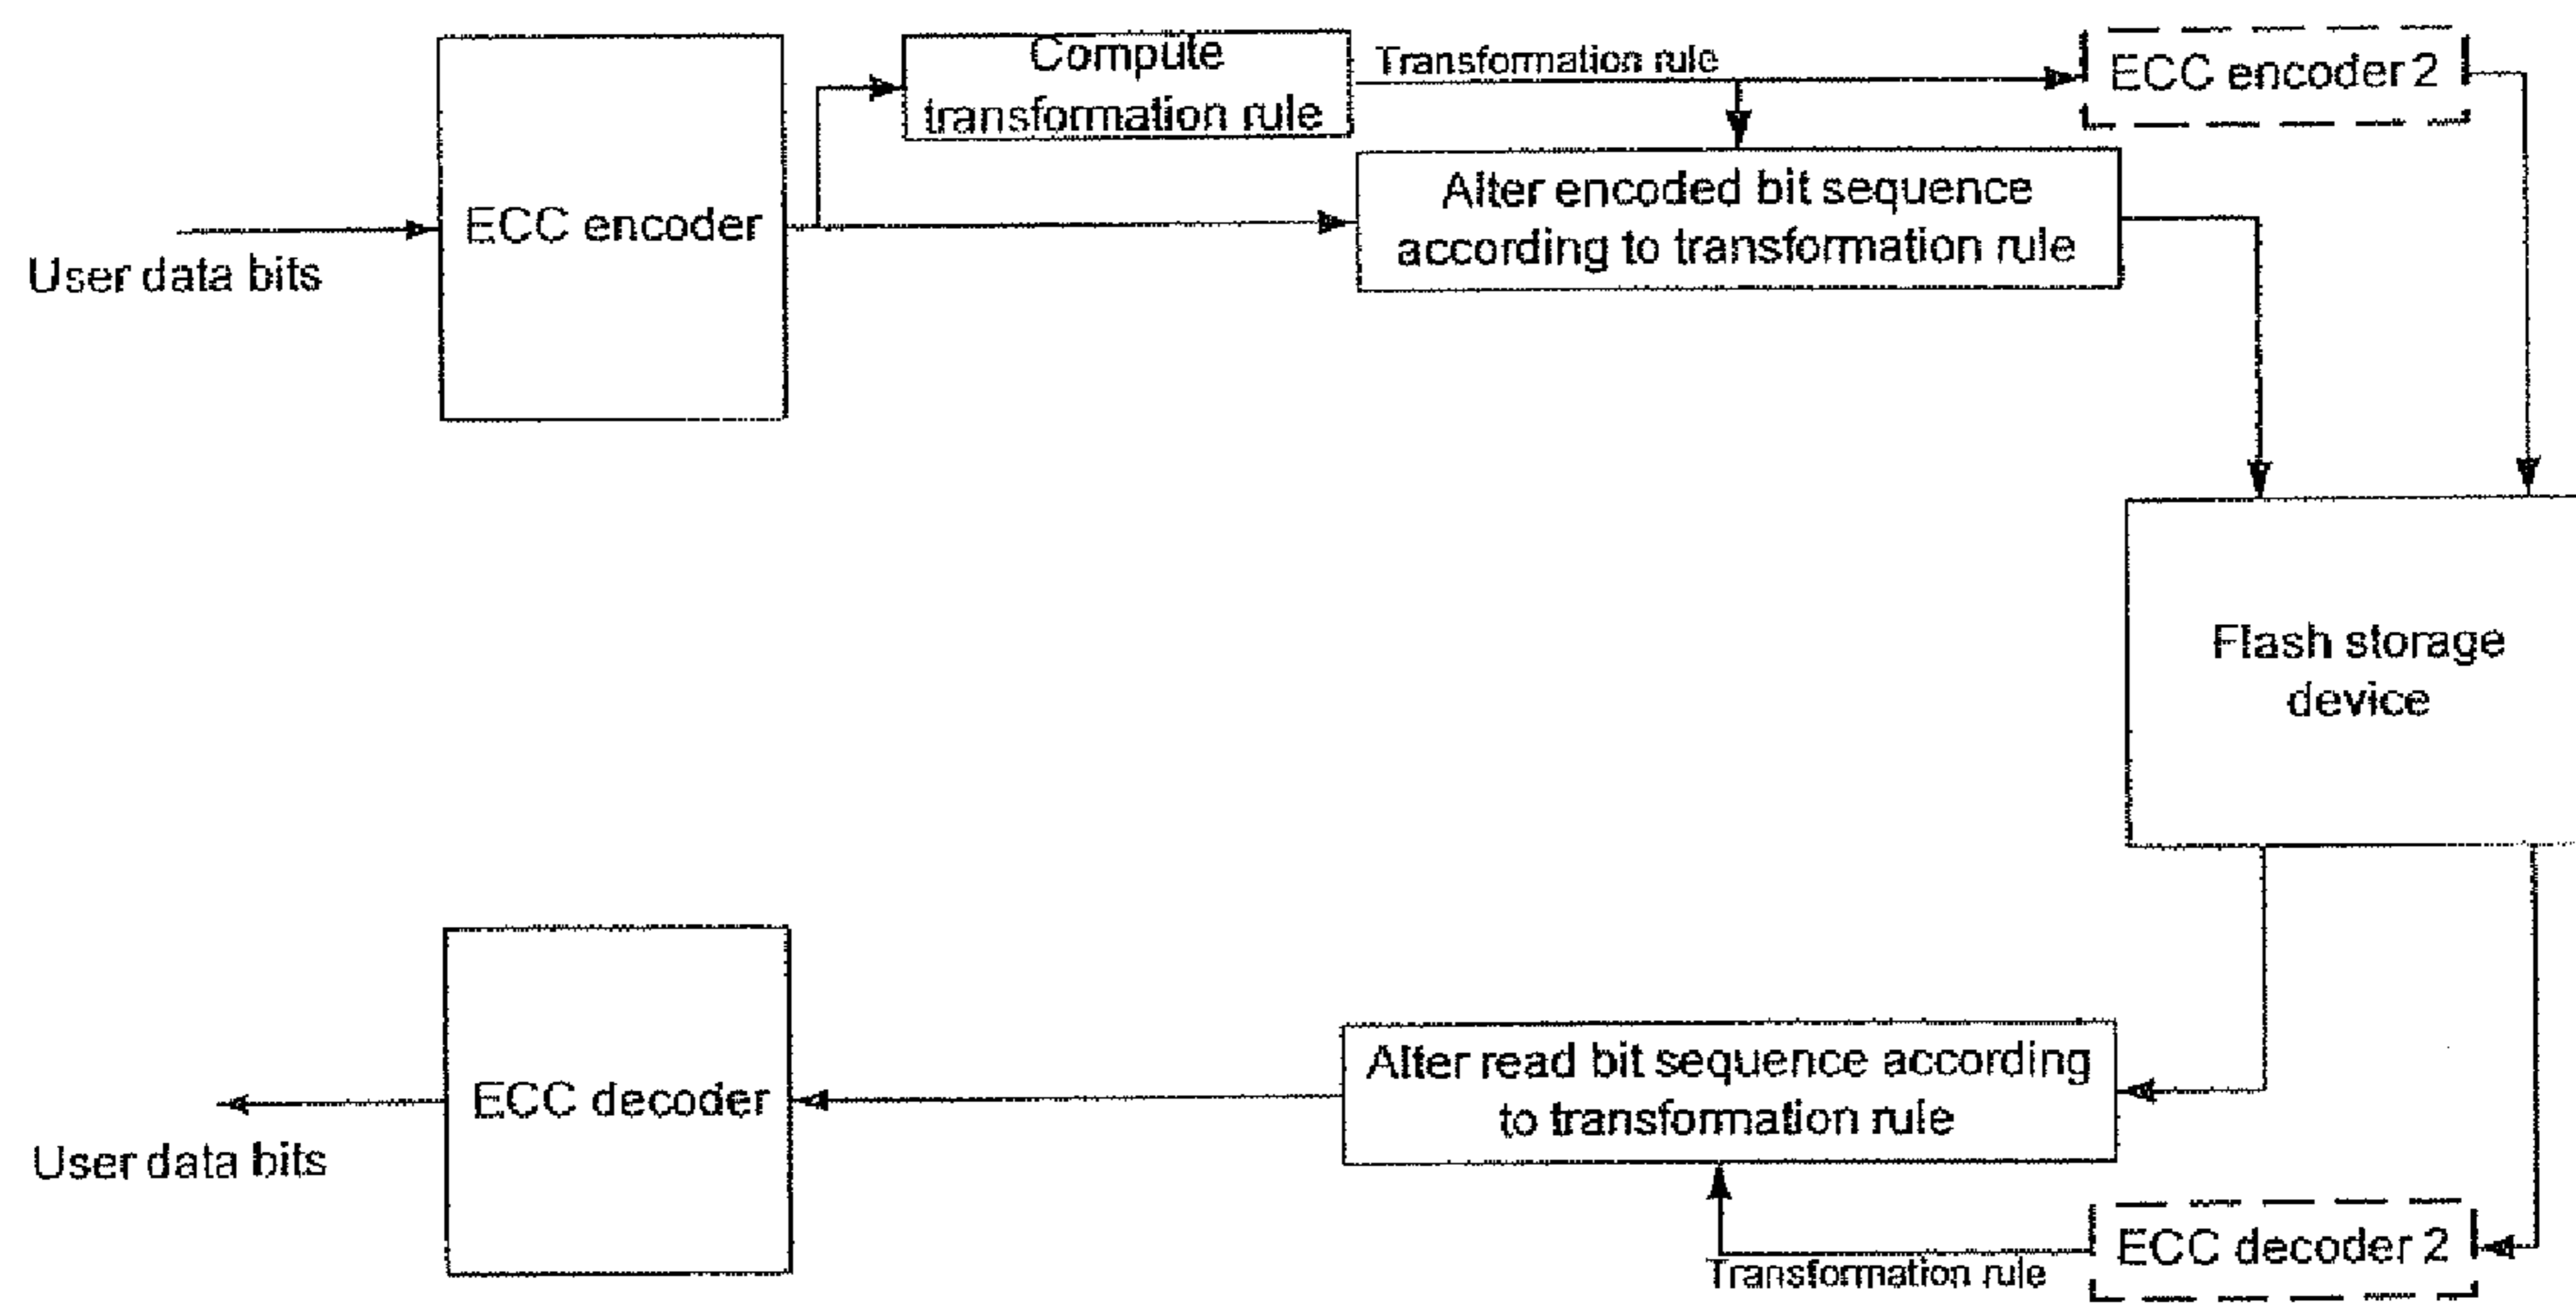 Compute
transformation rule
Transformation rule
ECC encoder 2
ECC encoder
Alter encoded bit sequence
according to transformation rule
User data bits
Flash storage
device
ECC decoder
Alter read bit sequence according
to transformation rule
User data bits
ECC decoder 2
Transformation rule